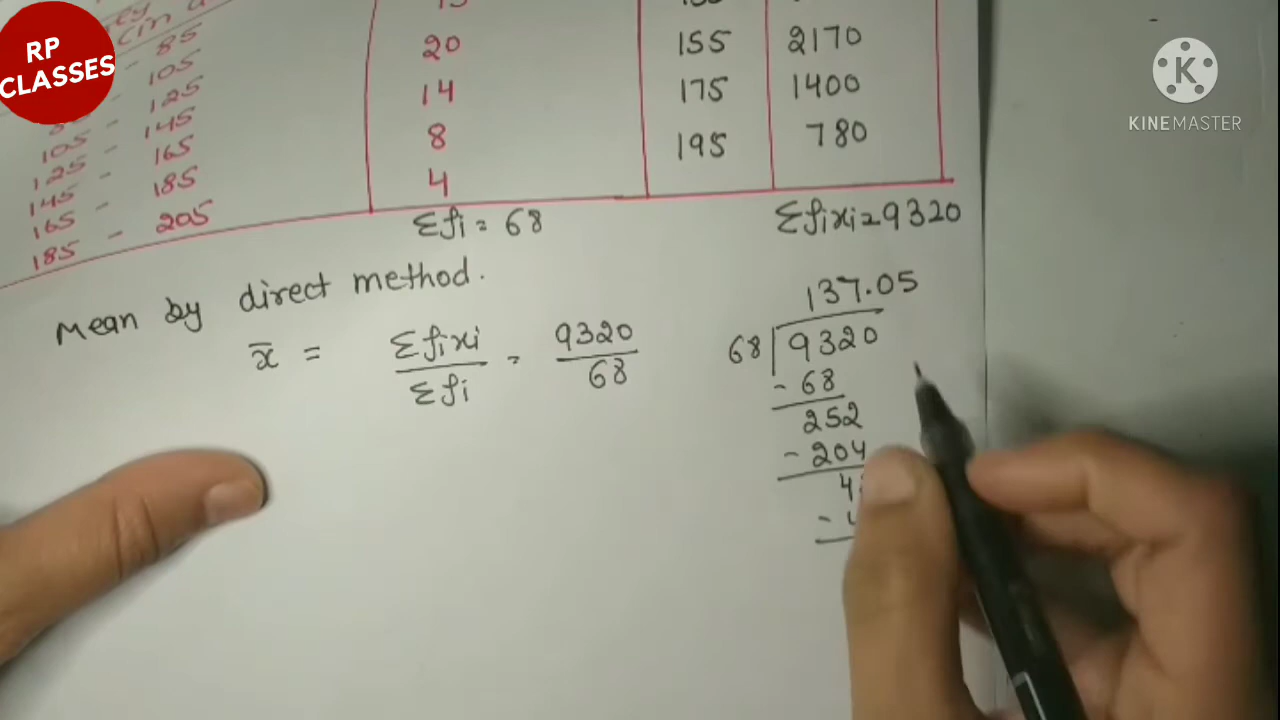 RP
CLASSES
KINEMASTER
85
105
125
105 - 145
125 - 165
145 - 185
165 - 205
185 -
20 155 2170
14 175 1400
8 195 780
4
Σfi = 68 Σfixi=9320
Mean by direct method.
x̄ = Σfixi/Σfi = 9320/68
137.05
68 9320
- 68
252
- 204